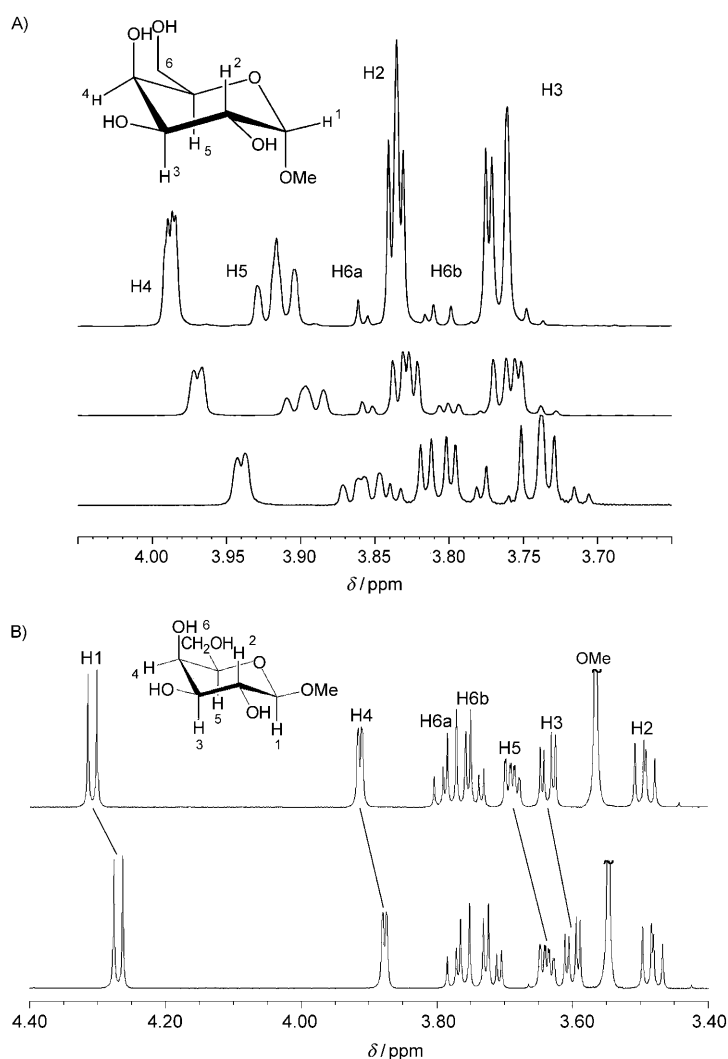 A)
OH OH
6
2
H
O
4
H
HO
H
5
OH
H 1
H
3
OMe
H2
H3
H4
H5
H6a
H6b
4.00 3.95 3.90 3.85 3.80 3.75 3.70
δ / ppm
B)
H1
OH 6
CH2OH
2
H
O
4
H
HO
H
5
OH
OMe
H
3
H
1
H4
H6a
H6b
H5
H3
OMe
H2
4.40 4.20 4.00 3.80 3.60 3.40
δ / ppm